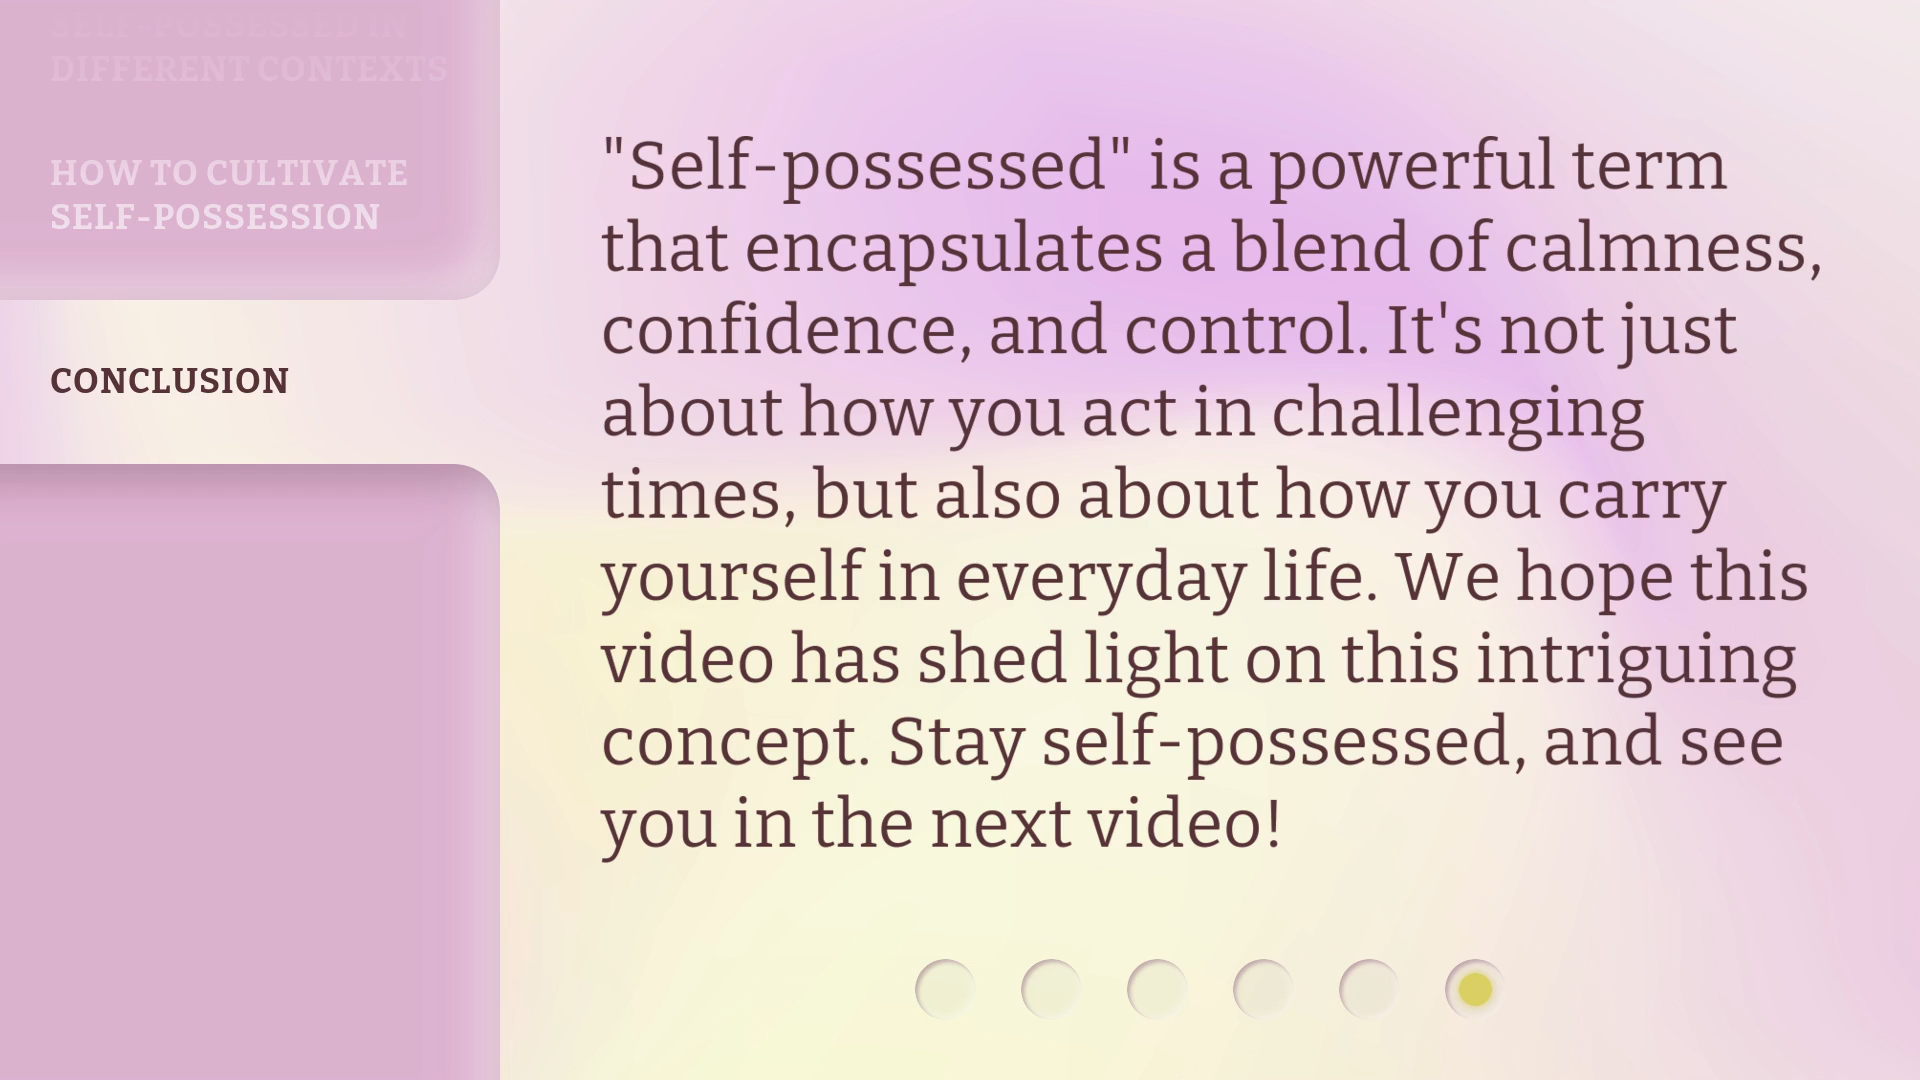 SELF-POSSESSED IN
DIFFERENT CONTEXTS
HOW TO CULTIVATE
SELF-POSSESSION
CONCLUSION
"Self-possessed" is a powerful term
that encapsulates a blend of calmness,
confidence, and control. It's not just
about how you act in challenging
times, but also about how you carry
yourself in everyday life. We hope this
video has shed light on this intriguing
concept. Stay self-possessed, and see
you in the next video!